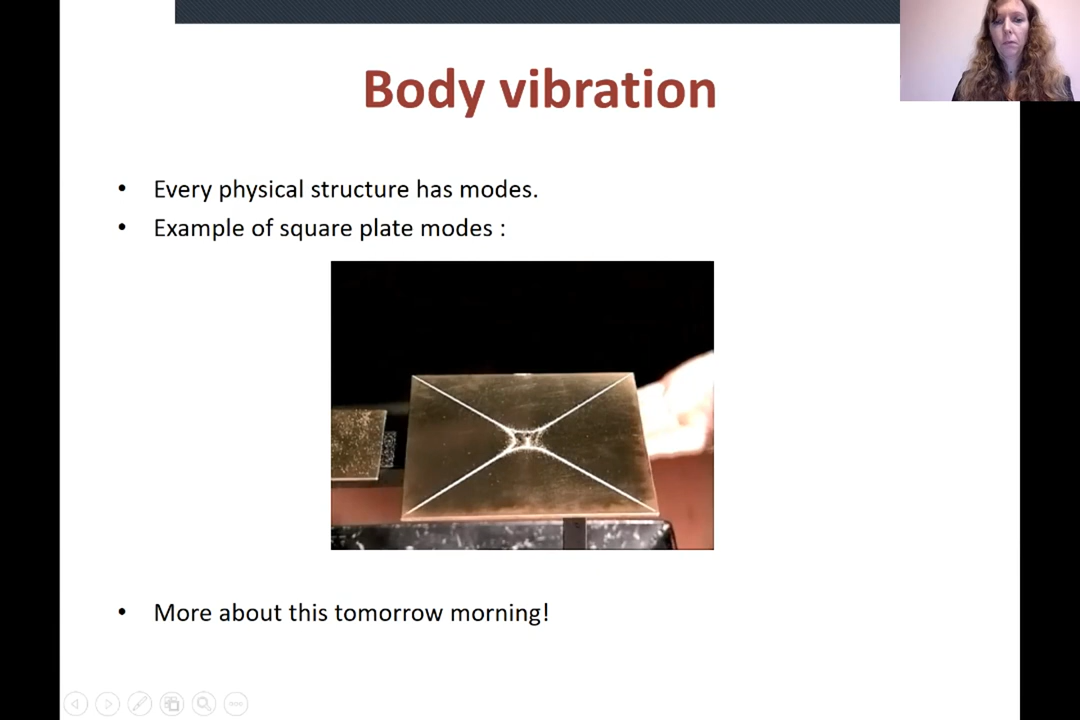 Body vibration
• Every physical structure has modes.
• Example of square plate modes :
• More about this tomorrow morning!